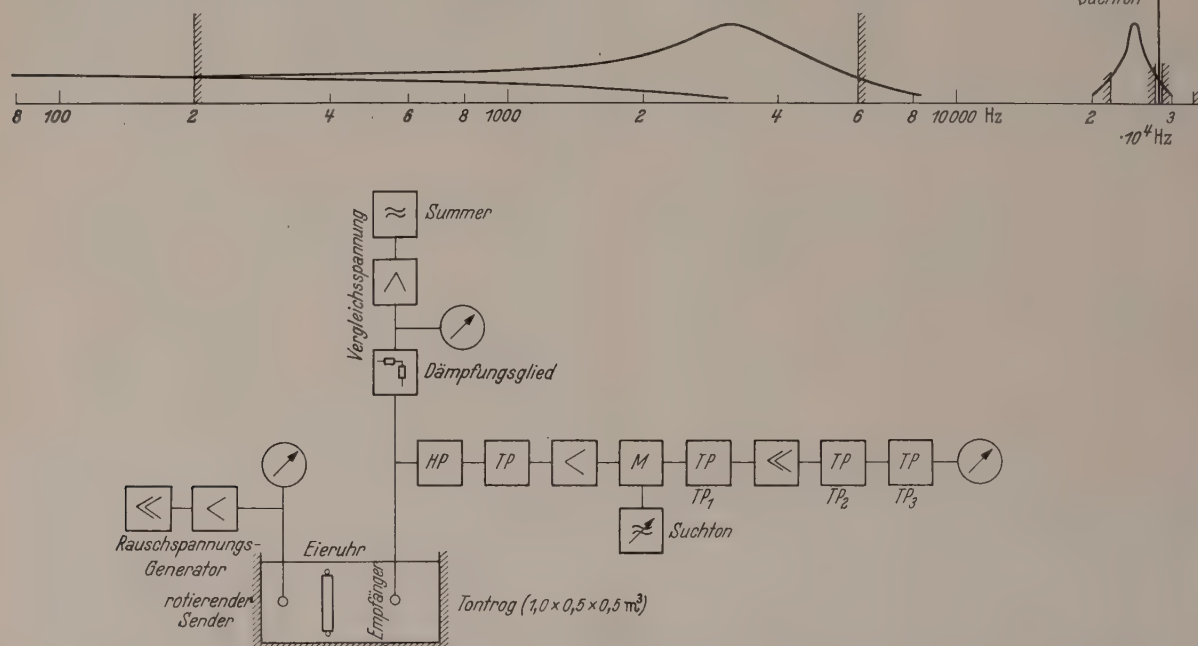 Suchton
8 100 2 4 6 8 1000 2 4 6 8 10000 Hz 2 3
·10⁴ Hz
Summer
Vergleichsspannung
Dämpfungsglied
HP TP M TP TP TP
TP₁ TP₂ TP₃
Suchton
Rauschspannungs-
Generator
Eieruhr
rotierender
Sender
Empfänger
Tontrog (1,0 × 0,5 × 0,5 m³)